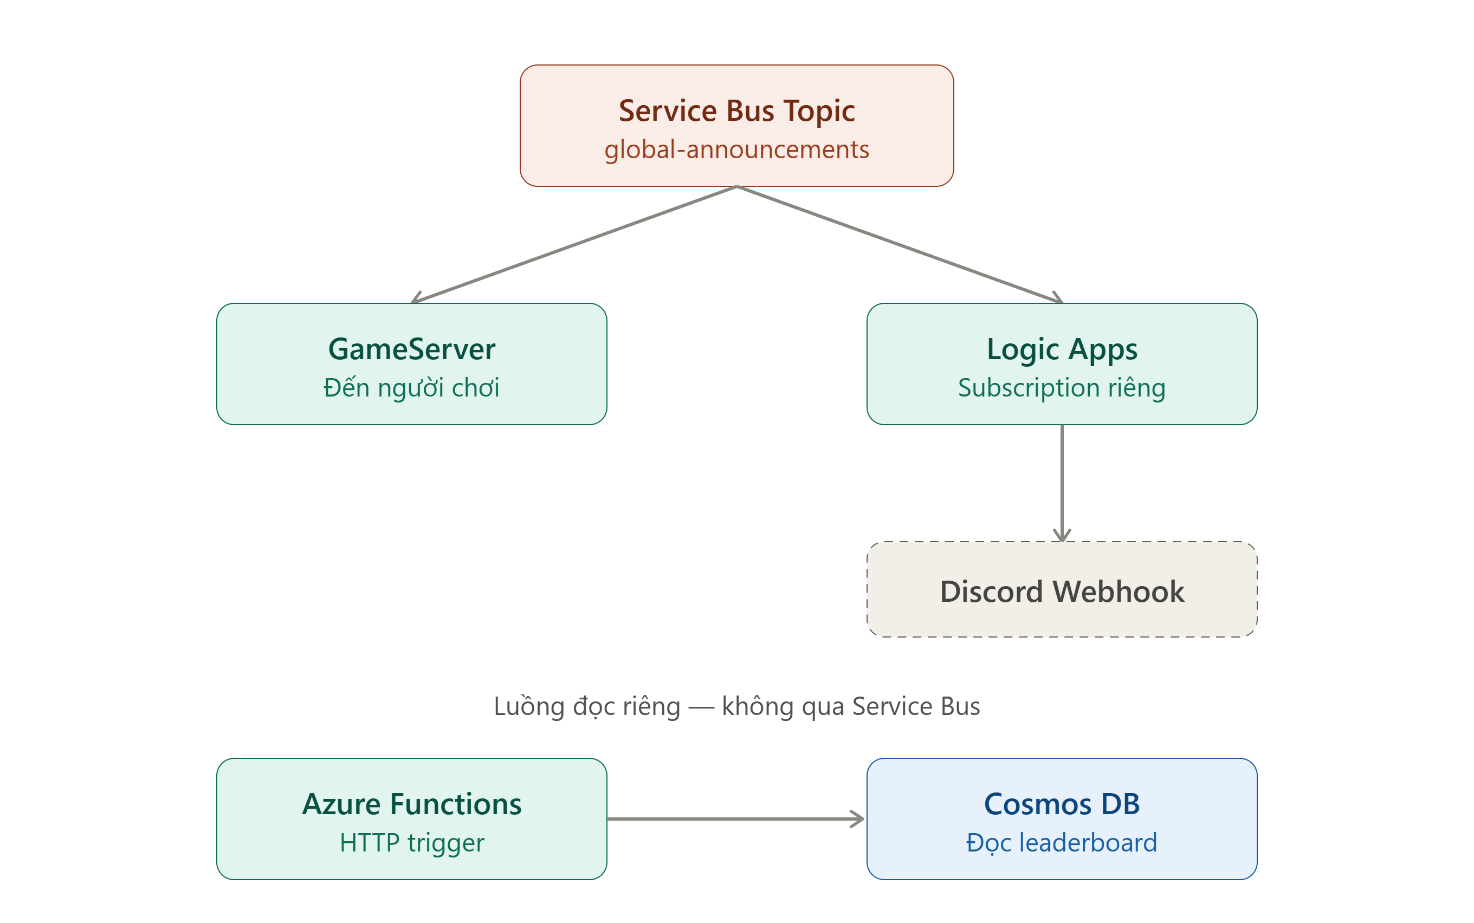 Service Bus Topic
global-announcements
GameServer
Đến người chơi
Logic Apps
Subscription riêng
Discord Webhook
Luồng đọc riêng — không qua Service Bus
Azure Functions
HTTP trigger
Cosmos DB
Đọc leaderboard